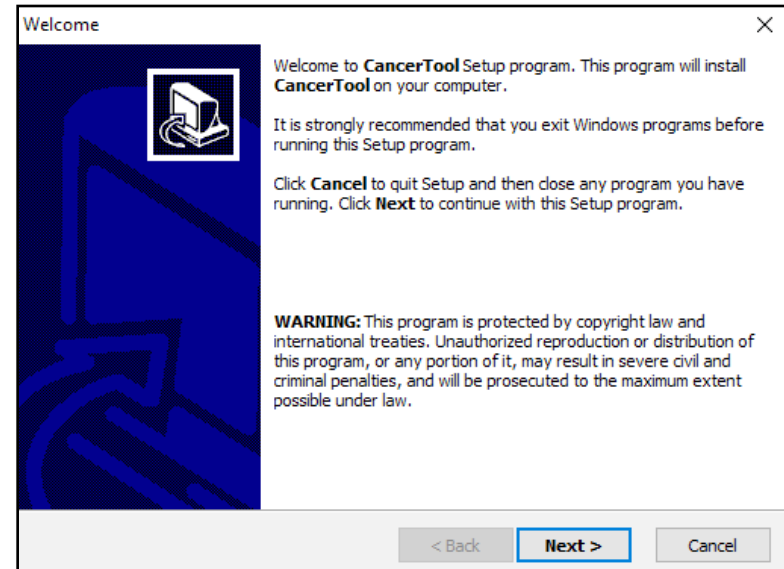 Welcome
Welcome to CancerTool Setup program. This program will install
CancerTool on your computer.
It is strongly recommended that you exit Windows programs before
running this Setup program.
Click Cancel to quit Setup and then close any program you have
running. Click Next to continue with this Setup program.
WARNING: This program is protected by copyright law and
international treaties. Unauthorized reproduction or distribution of
this program, or any portion of it, may result in severe civil and
criminal penalties, and will be prosecuted to the maximum extent
possible under law.
< Back Next > Cancel